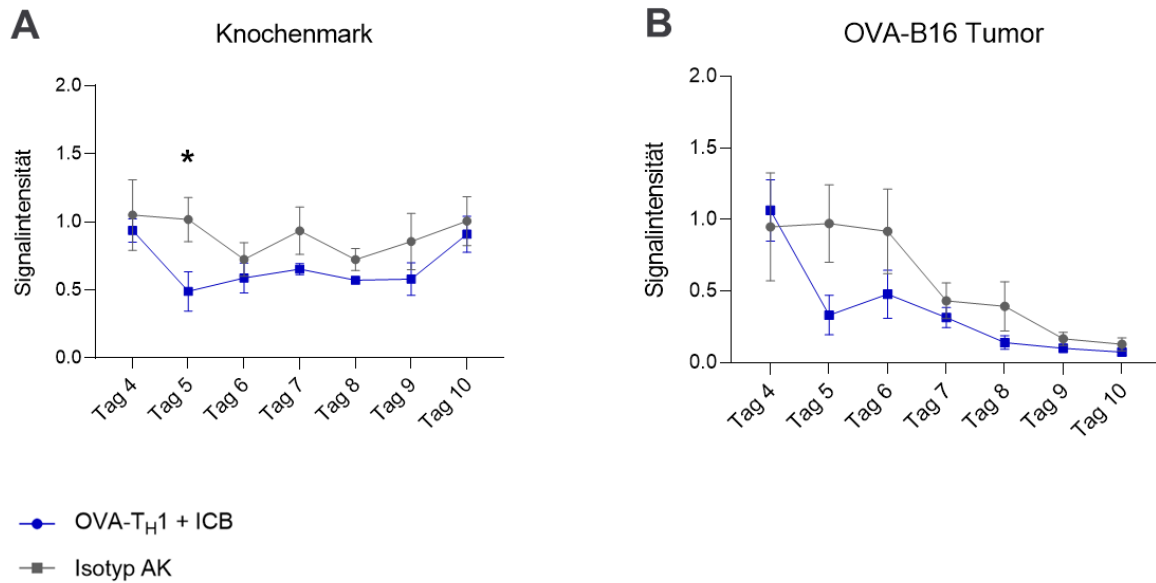 A
Knochenmark
Signalintensität
2.0
1.5
1.0
0.5
0.0
*
Tag 4
Tag 5
Tag 6
Tag 7
Tag 8
Tag 9
Tag 10
B
OVA-B16 Tumor
Signalintensität
2.0
1.5
1.0
0.5
0.0
Tag 4
Tag 5
Tag 6
Tag 7
Tag 8
Tag 9
Tag 10
OVA-TH1 + ICB
Isotyp AK